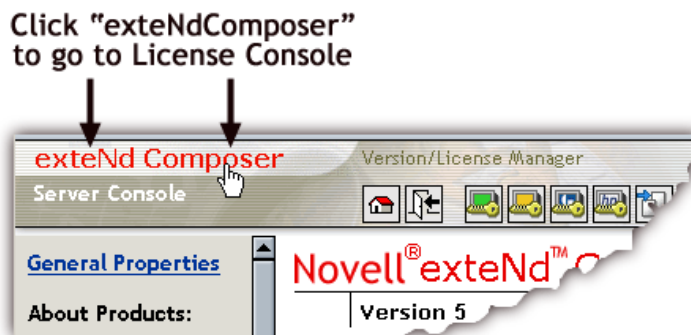 Click “exteNdComposer”
to go to License Console
exteNd Composer
Version/License Manager
Server Console
hp
General Properties
Novell®exteNd™
About Products:
Version 5